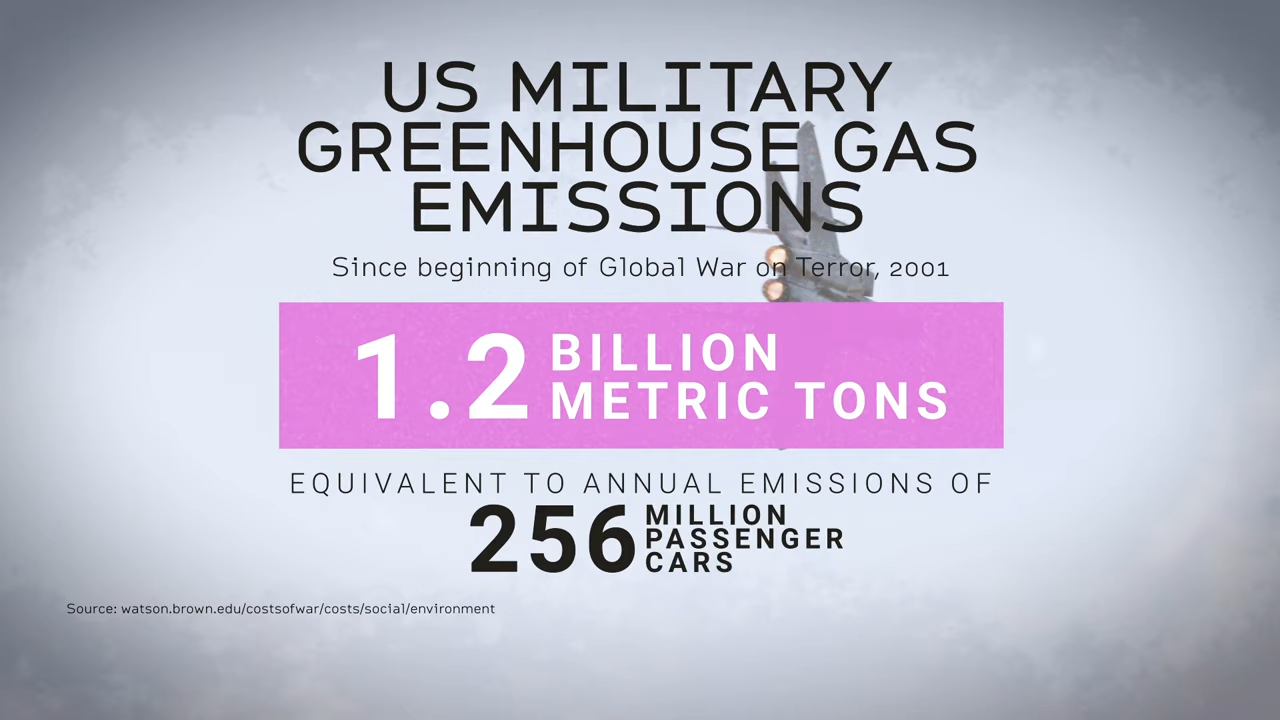 US MILITARY
GREENHOUSE GAS
EMISSIONS
Since beginning of Global War on Terror, 2001
1.2 BILLION
METRIC TONS
EQUIVALENT TO ANNUAL EMISSIONS OF
256 MILLION
PASSENGER
CARS
Source: watson.brown.edu/costsofwar/costs/social/environment